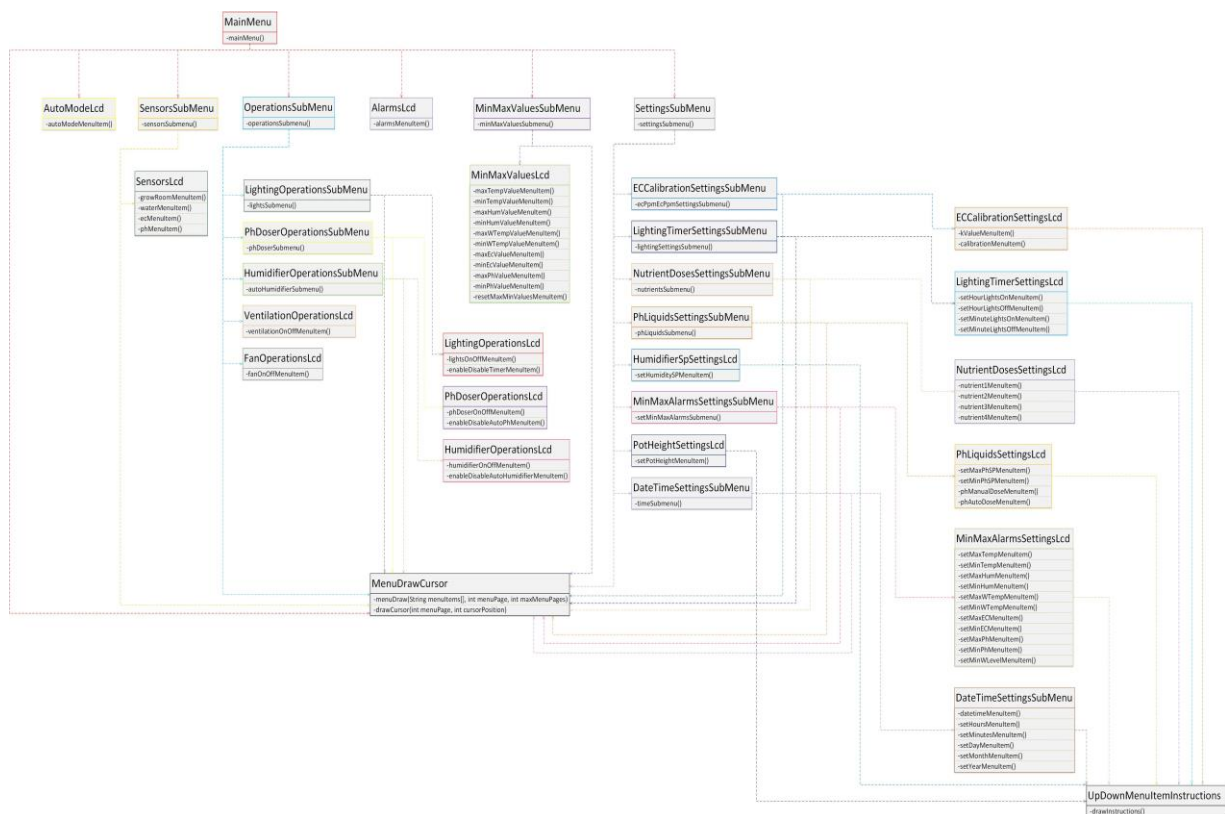 MainMenu
-mainMenu()
AutoModeLcd
-autoModeMenuItem()
SensorsSubMenu
-sensorsSubmenu()
OperationsSubMenu
-operationsSubmenu()
AlarmsLcd
-alarmsMenuItem()
MinMaxValuesSubMenu
-minMaxValuesSubmenu()
SettingsSubMenu
-settingsSubmenu()
SensorsLcd
-growRoomMenuItem()
-waterMenuItem()
-ecMenuItem()
-phMenuItem()
LightingOperationsSubMenu
-lightsSubmenu()
PhDoserOperationsSubMenu
-phDoserSubmenu()
HumidifierOperationsSubMenu
-autoHumidifierSubmenu()
VentilationOperationsLcd
-ventilationOnOffMenuItem()
FanOperationsLcd
-fanOnOffMenuItem()
MinMaxValuesLcd
-maxTempValueMenuItem()
-minTempValueMenuItem()
-maxHumValueMenuItem()
-minHumValueMenuItem()
-maxWTempValueMenuItem()
-minWTempValueMenuItem()
-maxEcValueMenuItem()
-minEcValueMenuItem()
-maxPhValueMenuItem()
-minPhValueMenuItem()
-resetMaxMinValuesMenuItem()
LightingOperationsLcd
-lightsOnOffMenuItem()
-enableDisableTimerMenuItem()
PhDoserOperationsLcd
-phDoserOnOffMenuItem()
-enableDisableAutoPhMenuItem()
HumidifierOperationsLcd
-humidifierOnOffMenuItem()
-enableDisableAutoHumidifierMenuItem()
MenuDrawCursor
-menuDraw(String menuItems[], int menuPage, int maxMenuPages)
-drawCursor(int menuPage, int cursorPosition)
ECCalibrationSettingsSubMenu
-ecPpmEcPpmSettingsSubmenu()
LightingTimerSettingsSubMenu
-lightingSettingsSubmenu()
NutrientDosesSettingsSubMenu
-nutrientsSubmenu()
PhLiquidsSettingsSubMenu
-phLiquidsSubmenu()
HumidifierSpSettingsLcd
-setHumiditySPMenuItem()
MinMaxAlarmsSettingsSubMenu
-setMinMaxAlarmsSubmenu()
PotHeightSettingsLcd
-setPotHeightMenuItem()
DateTimeSettingsSubMenu
-timeSubmenu()
ECCalibrationSettingsLcd
-kValueMenuItem()
-calibrationMenuItem()
LightingTimerSettingsLcd
-setHourLightsOnMenuItem()
-setHourLightsOffMenuItem()
-setMinuteLightsOnMenuItem()
-setMinuteLightsOffMenuItem()
NutrientDosesSettingsLcd
-nutrient1MenuItem()
-nutrient2MenuItem()
-nutrient3MenuItem()
-nutrient4MenuItem()
PhLiquidsSettingsLcd
-setMaxPhSPMenuItem()
-setMinPhSPMenuItem()
-phManualDoseMenuItem()
-phAutoDoseMenuItem()
MinMaxAlarmsSettingsLcd
-setMaxTempMenuItem()
-setMinTempMenuItem()
-setMaxHumMenuItem()
-setMinHumMenuItem()
-setMaxWTempMenuItem()
-setMinWTempMenuItem()
-setMaxECMenuItem()
-setMinECMenuItem()
-setMaxPhMenuItem()
-setMinPhMenuItem()
-setMinWLevelMenuItem()
DateTimeSettingsSubMenu
-datetimeMenuItem()
-setHoursMenuItem()
-setMinutesMenuItem()
-setDayMenuItem()
-setMonthMenuItem()
-setYearMenuItem()
UpDownMenuItemInstructions
-drawInstructions()